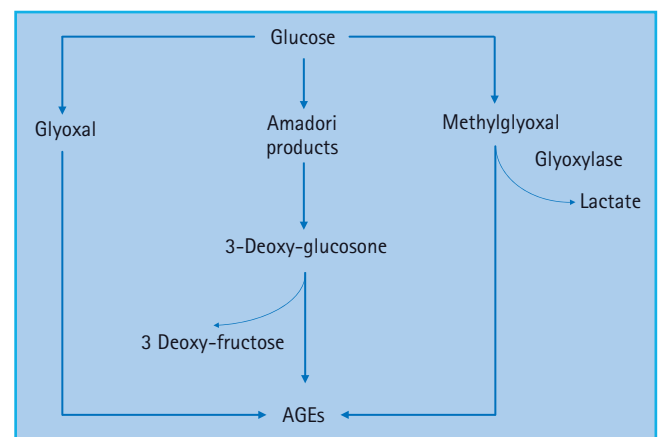 Glucose
Glyoxal
Amadori
products
Methylglyoxal
Glyoxylase
Lactate
3-Deoxy-glucosone
3 Deoxy-fructose
AGEs